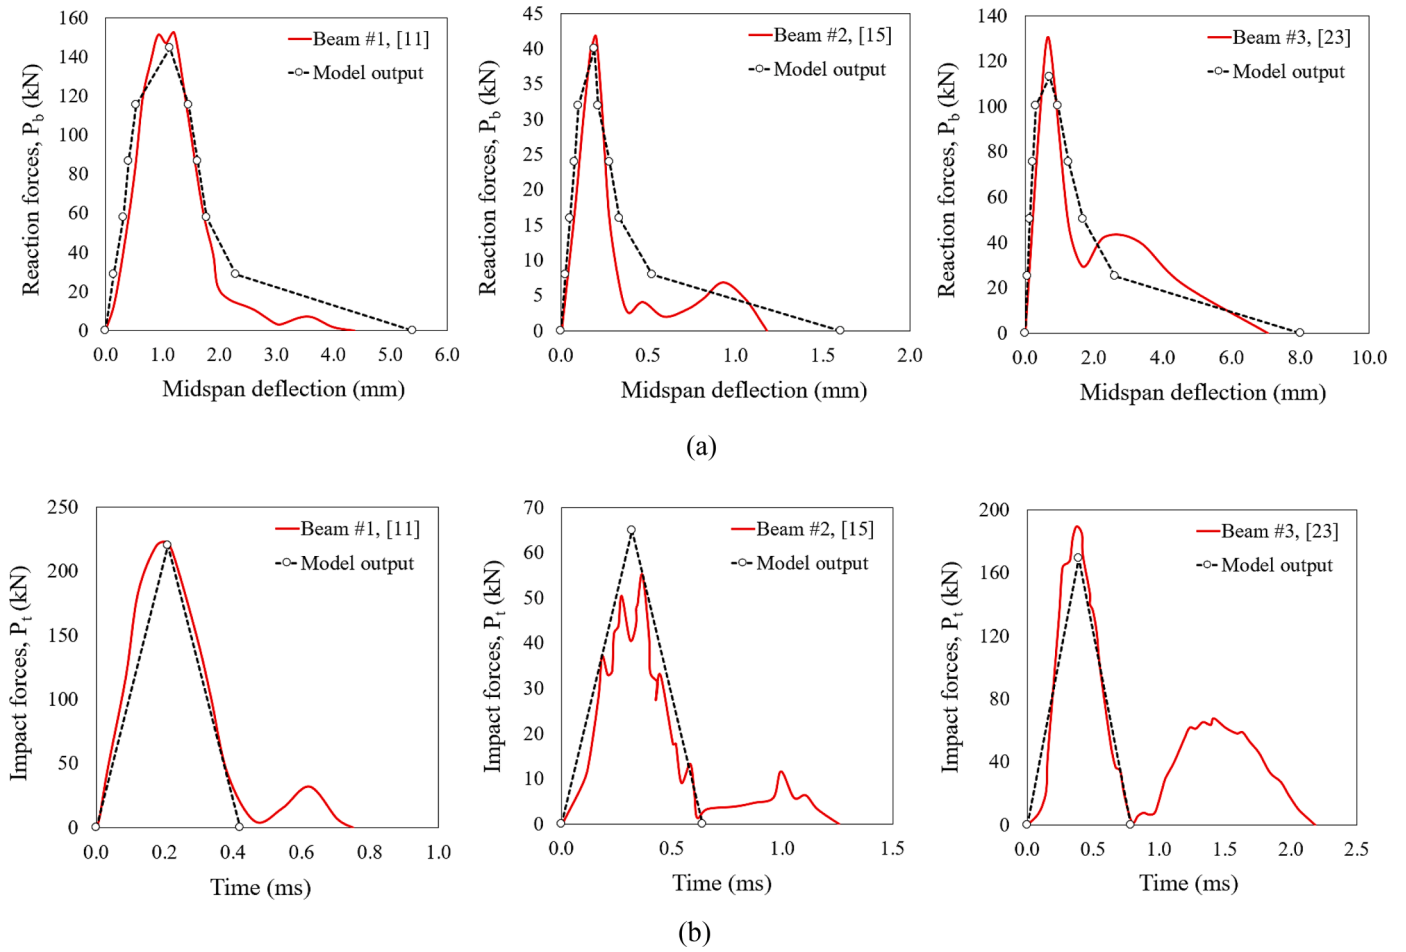 160
140
120
100
80
60
40
20
0
Reaction forces, P_b (kN)
Beam #1, [11]
Model output
0.0 1.0 2.0 3.0 4.0 5.0 6.0
Midspan deflection (mm)
45
40
35
30
25
20
15
10
5
0
Reaction forces, P_b (kN)
Beam #2, [15]
Model output
0.0 0.5 1.0 1.5 2.0
Midspan deflection (mm)
140
120
100
80
60
40
20
0
Reaction forces, P_b (kN)
Beam #3, [23]
Model output
0.0 2.0 4.0 6.0 8.0 10.0
Midspan deflection (mm)
(a)
250
200
150
100
50
0
Impact forces, P_t (kN)
Beam #1, [11]
Model output
0.0 0.2 0.4 0.6 0.8 1.0
Time (ms)
70
60
50
40
30
20
10
0
Impact forces, P_t (kN)
Beam #2, [15]
Model output
0.0 0.5 1.0 1.5
Time (ms)
200
160
120
80
40
0
Impact forces, P_t (kN)
Beam #3, [23]
Model output
0.0 0.5 1.0 1.5 2.0 2.5
Time (ms)
(b)